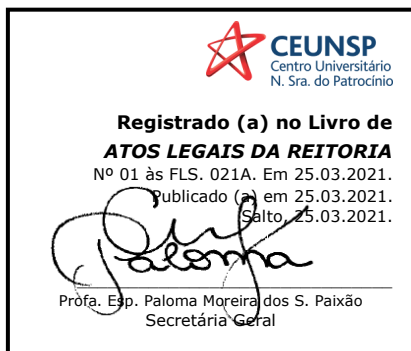 CEUNSP
Centro Universitário
N. Sra. do Patrocínio
Registrado (a) no Livro de
ATOS LEGAIS DA REITORIA
Nº 01 às FLS. 021A. Em 25.03.2021.
Publicado (a) em 25.03.2021.
Salto, 25.03.2021.
Paloma
Profa. Esp. Paloma Moreira dos S. Paixão
Secretária Geral